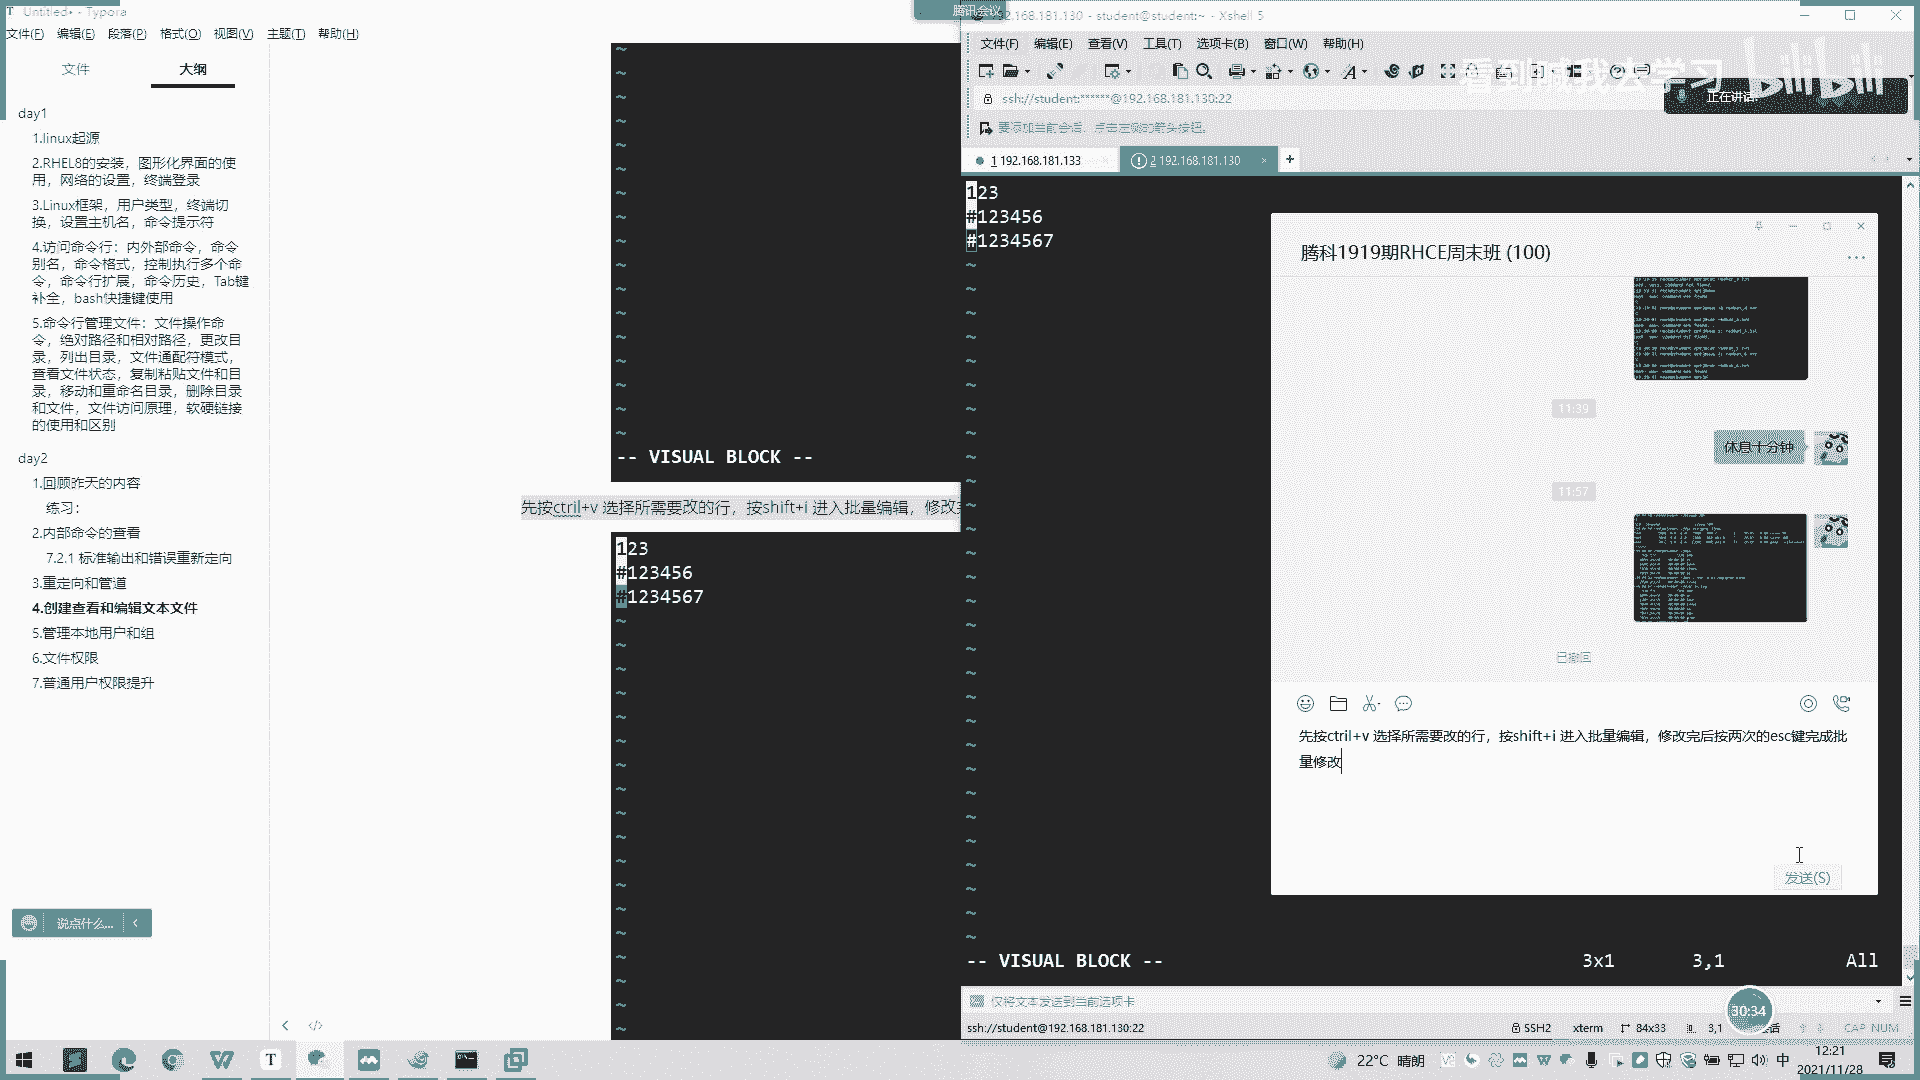 Untitled• - Typora
文件(F) 编辑(E) 段落(P) 格式(O) 视图(V) 主题(T) 帮助(H)
文件 大纲
day1
1.linux起源
2.RHEL8的安装，图形化界面的使
用，网络的设置，终端登录
3.Linux框架，用户类型，终端切
换，设置主机名，命令提示符
4.访问命令行：内外部命令，命令
别名，命令格式，控制执行多个命
令，命令行扩展，命令历史，Tab键
补全，bash快捷键使用
5.命令行管理文件：文件操作命
令，绝对路径和相对路径，更改目
录，列出目录，文件通配符模式，
查看文件状态，复制粘贴文件和目
录，移动和重命名目录，删除目录
和文件，文件访问原理，软硬链接
的使用和区别
day2
1.回顾昨天的内容
练习：
2.内部命令的查看
7.2.1 标准输出和错误重新定向
3.重定向和管道
4.创建查看和编辑文本文件
5.管理本地用户和组
6.文件权限
7.普通用户权限提升
说点什么...
-- VISUAL BLOCK --
先按ctril+v 选择所需要改的行，按shift+i 进入批量编辑，修改
123
#123456
#1234567
腾讯会议
.168.181.130 - student@student:~ - Xshell 5
文件(F) 编辑(E) 查看(V) 工具(T) 选项卡(B) 窗口(W) 帮助(H)
看到喊我去学习 bilibili
正在讲话:
ssh://student:******@192.168.181.130:22
要添加当前会话，点击左侧的箭头按钮。
1 192.168.181.133
2 192.168.181.130
123
#123456
#1234567
腾科1919期RHCE周末班 (100)
11:39
休息十分钟
11:57
已撤回
先按ctril+v 选择所需要改的行，按shift+i 进入批量编辑，修改完后按两次的esc键完成批
量修改
发送(S)
-- VISUAL BLOCK -- 3x1 3,1 All
仅将文本发送到当前选项卡
30:34
ssh://student@192.168.181.130:22 SSH2 xterm 84x33 3,1 CAP NUM
22°C 晴朗 中 12:21
2021/11/28